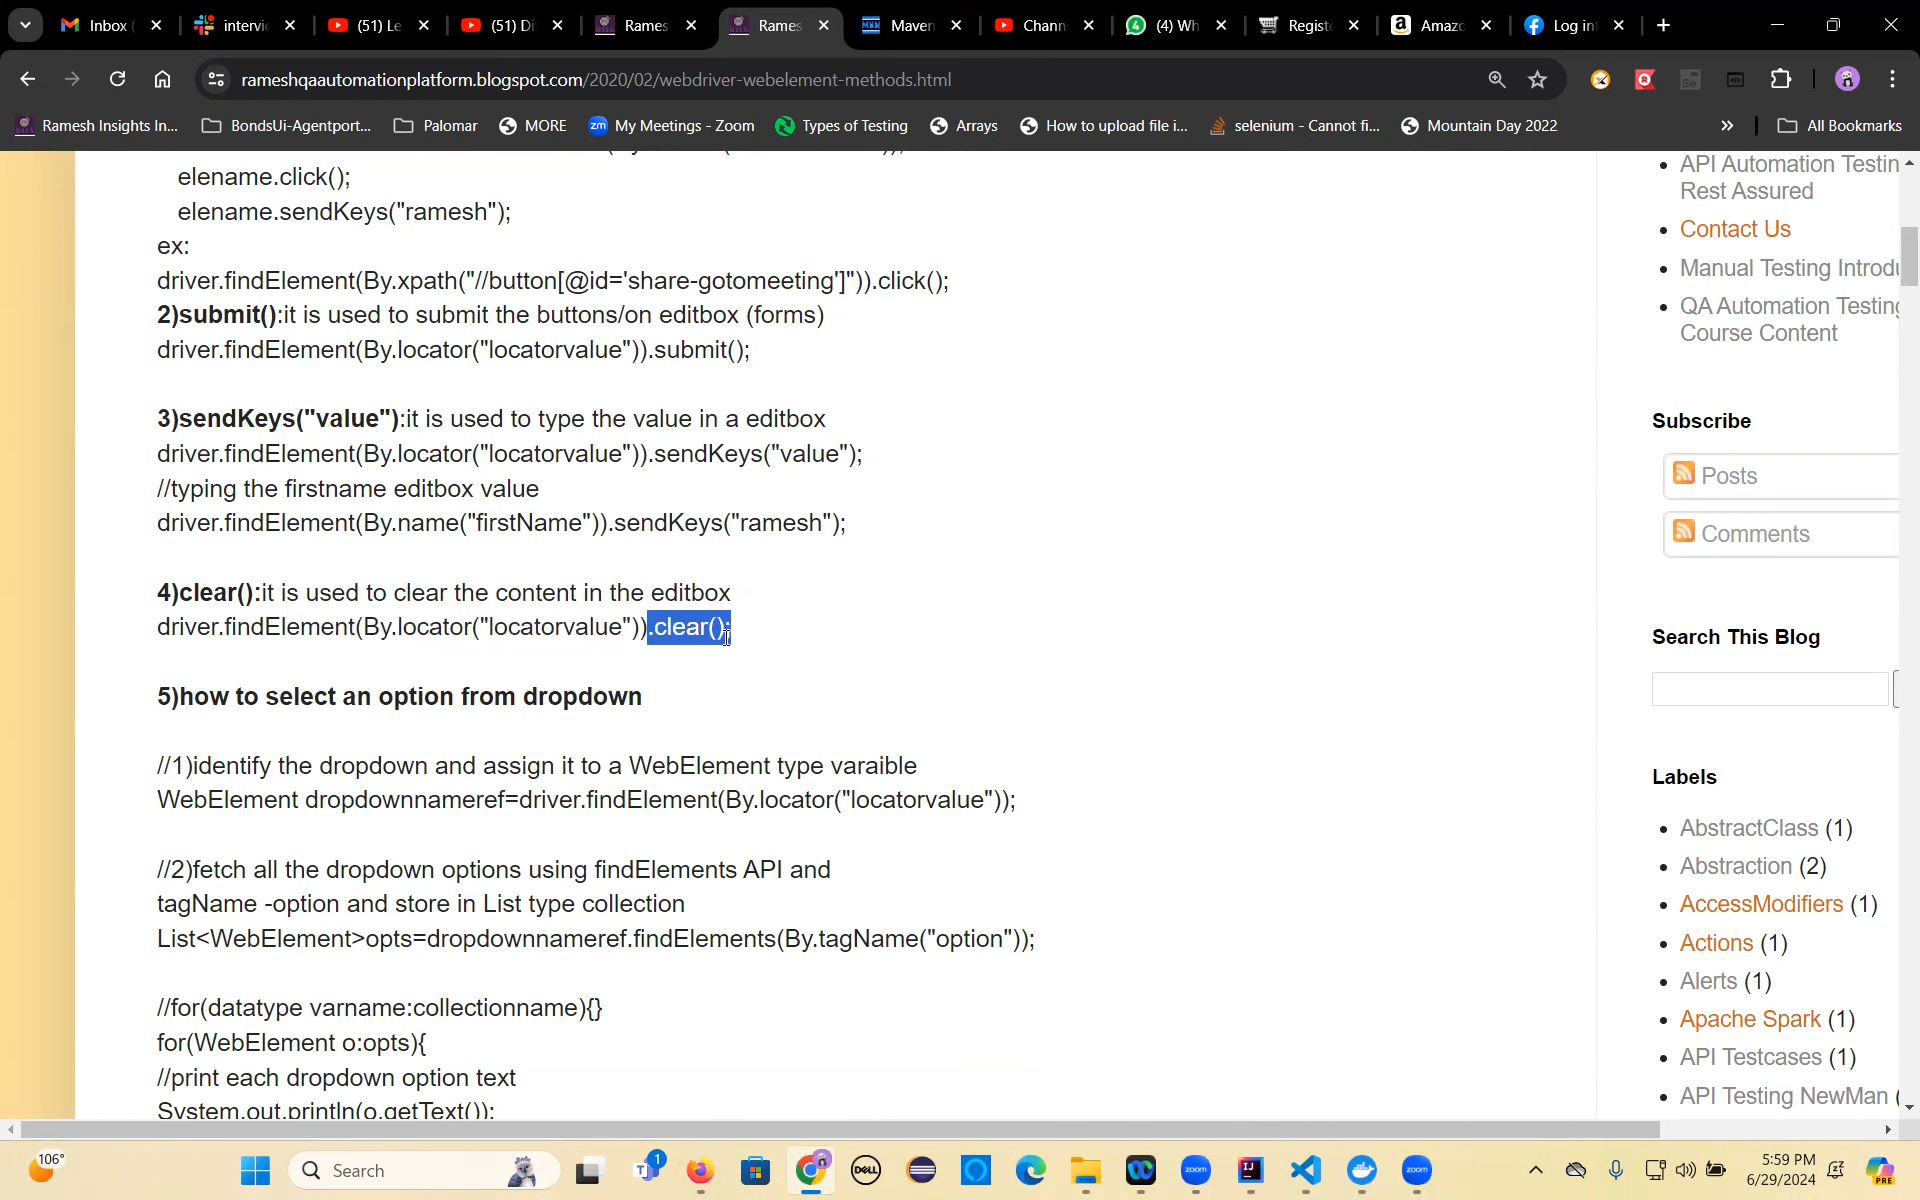 Inbox (
intervie
(51) Le
(51) Di
Rames
Rames
Maven
Chann
(4) Wh
Registe
Amazo
Log in
rameshqaautomationplatform.blogspot.com/2020/02/webdriver-webelement-methods.html
Ramesh Insights In...
BondsUi-Agentport...
Palomar
MORE
My Meetings - Zoom
Types of Testing
Arrays
How to upload file i...
selenium - Cannot fi...
Mountain Day 2022
»
All Bookmarks
elename.click();
elename.sendKeys("ramesh");
ex:
driver.findElement(By.xpath("//button[@id='share-gotomeeting']")).click();
2)submit():it is used to submit the buttons/on editbox (forms)
driver.findElement(By.locator("locatorvalue")).submit();
3)sendKeys("value"):it is used to type the value in a editbox
driver.findElement(By.locator("locatorvalue")).sendKeys("value");
//typing the firstname editbox value
driver.findElement(By.name("firstName")).sendKeys("ramesh");
4)clear():it is used to clear the content in the editbox
driver.findElement(By.locator("locatorvalue")).clear();
5)how to select an option from dropdown
//1)identify the dropdown and assign it to a WebElement type varaible
WebElement dropdownnameref=driver.findElement(By.locator("locatorvalue"));
//2)fetch all the dropdown options using findElements API and
tagName -option and store in List type collection
List<WebElement>opts=dropdownnameref.findElements(By.tagName("option"));
//for(datatype varname:collectionname){}
for(WebElement o:opts){
//print each dropdown option text
System.out.println(o.getText());
API Automation Testin
Rest Assured
Contact Us
Manual Testing Introdu
QA Automation Testing
Course Content
Subscribe
Posts
Comments
Search This Blog
Labels
AbstractClass (1)
Abstraction (2)
AccessModifiers (1)
Actions (1)
Alerts (1)
Apache Spark (1)
API Testcases (1)
API Testing NewMan (
106°
Search
1
DELL
zoom
IJ
zoom
5:59 PM
6/29/2024
PRE